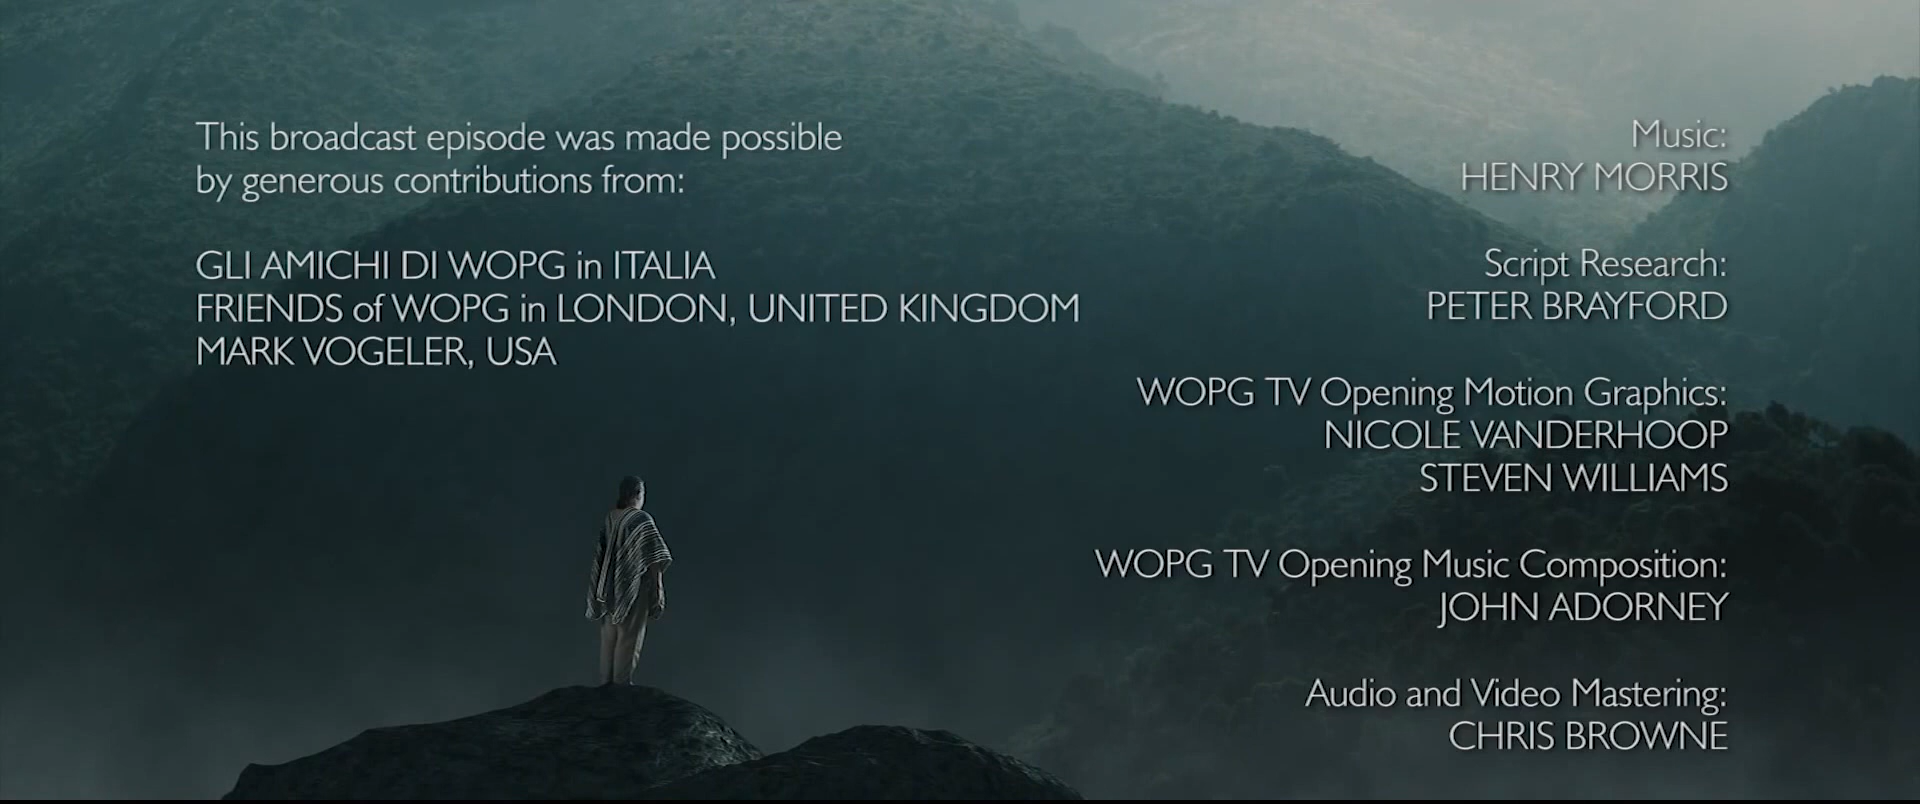 This broadcast episode was made possible
by generous contributions from:
GLI AMICHI DI WOPG in ITALIA
FRIENDS of WOPG in LONDON, UNITED KINGDOM
MARK VOGELER, USA
Music:
HENRY MORRIS
Script Research:
PETER BRAYFORD
WOPG TV Opening Motion Graphics:
NICOLE VANDERHOOP
STEVEN WILLIAMS
WOPG TV Opening Music Composition:
JOHN ADORNEY
Audio and Video Mastering:
CHRIS BROWNE